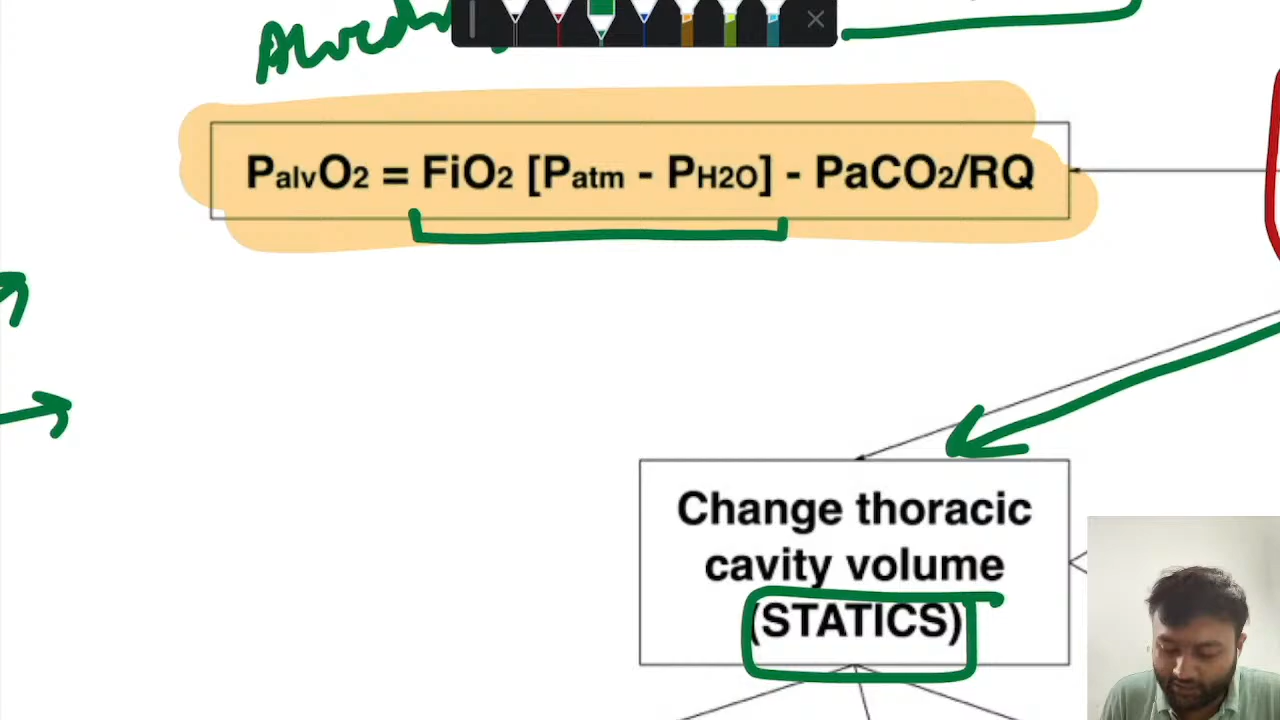 PalvO2 = FiO2 [Patm - PH2O] - PaCO2/RQ
Change thoracic
cavity volume
(STATICS)